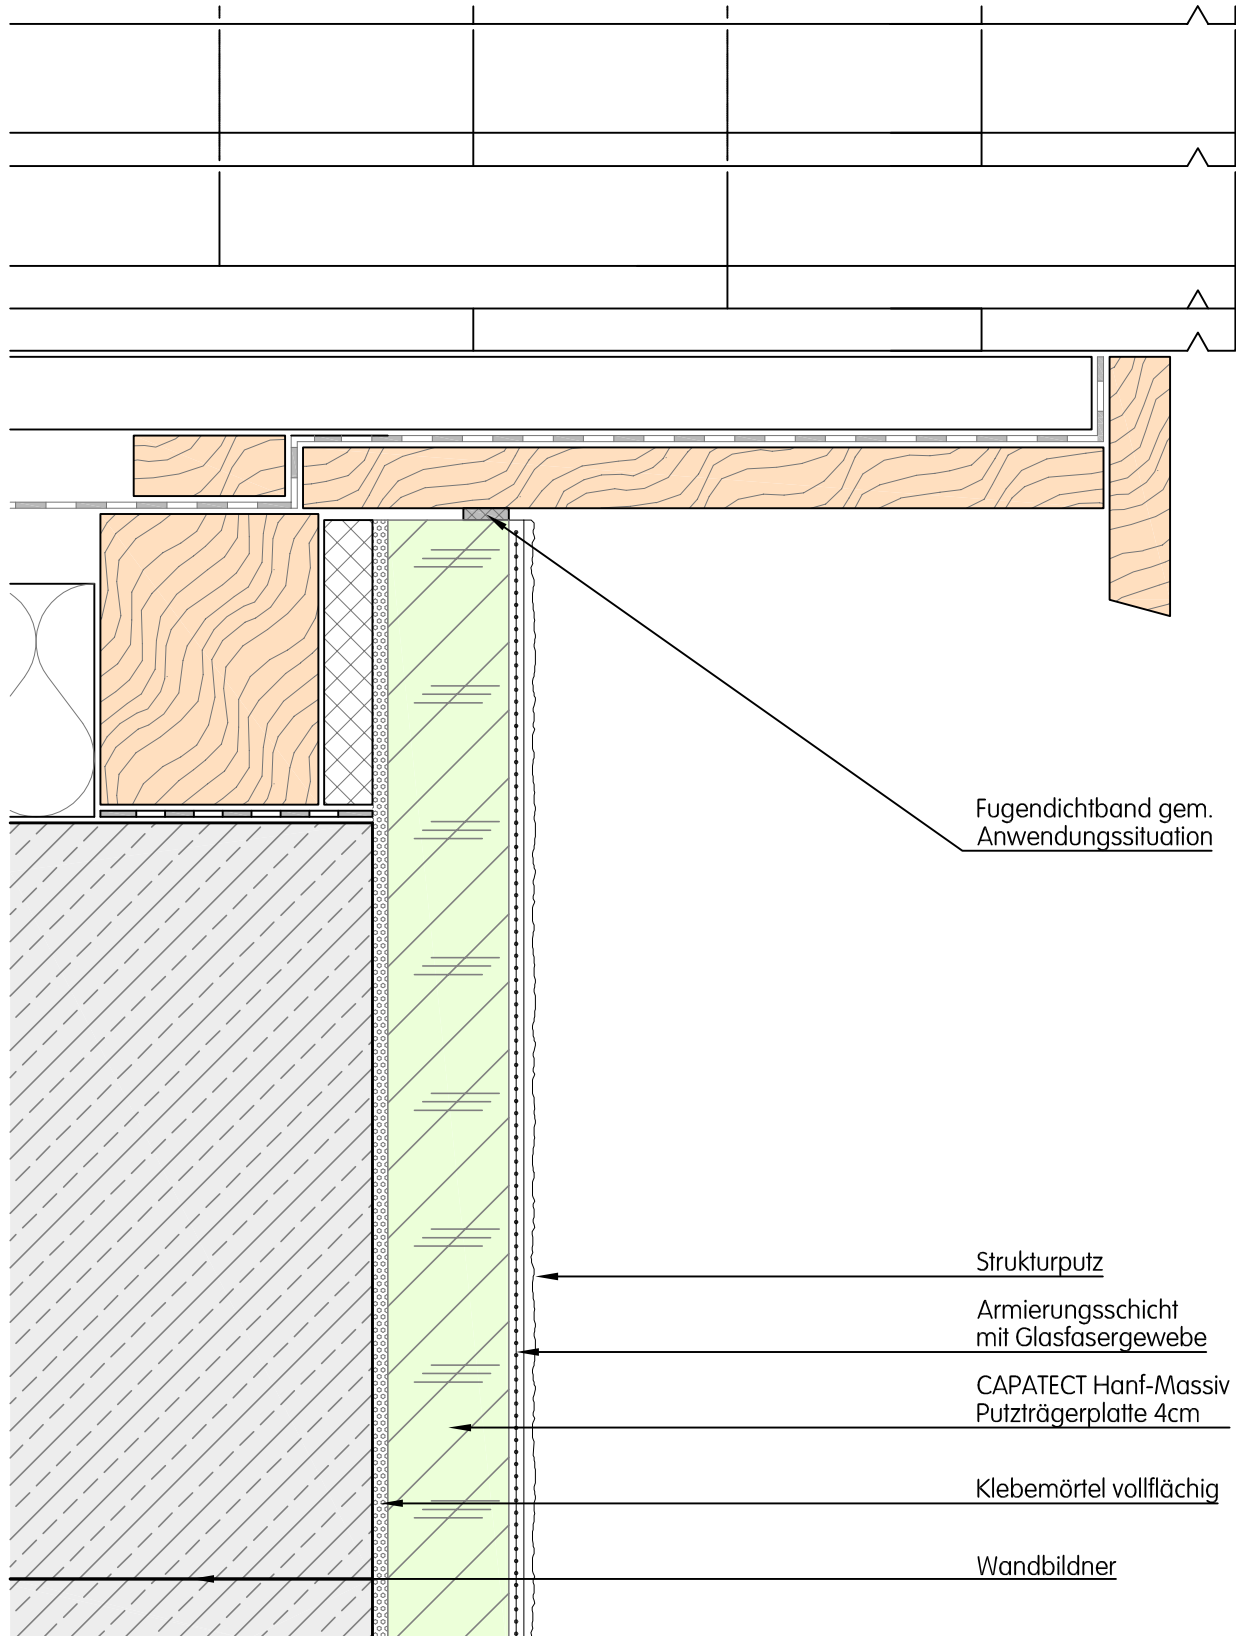 Fugendichtband gem.
Anwendungssituation
Strukturputz
Armierungsschicht
mit Glasfasergewebe
CAPATECT Hanf-Massiv
Putzträgerplatte 4cm
Klebemörtel vollflächig
Wandbildner